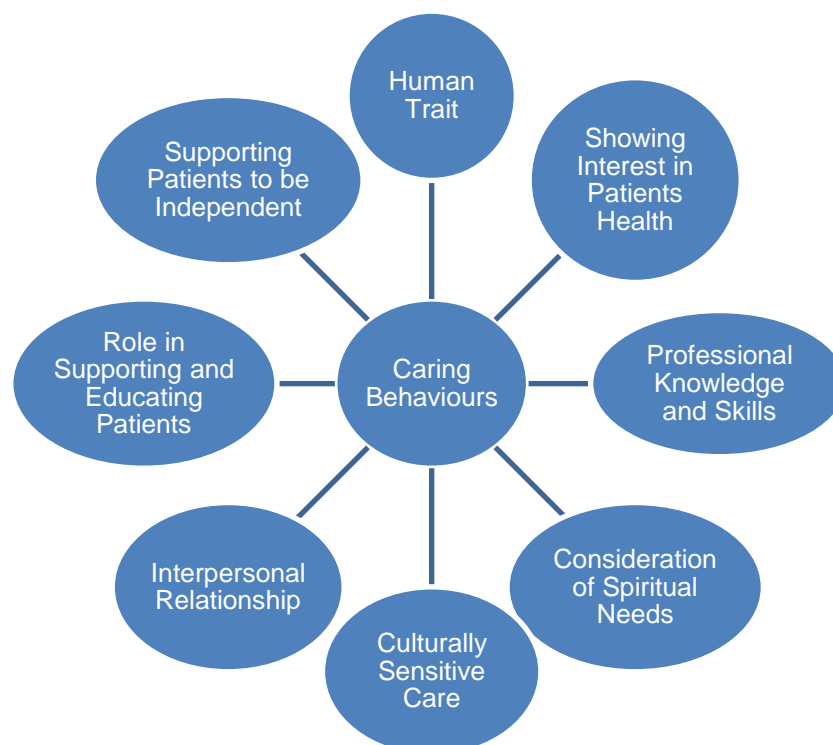 Human
Trait
Showing
Interest in
Patients
Health
Professional
Knowledge
and Skills
Consideration
of Spiritual
Needs
Culturally
Sensitive
Care
Interpersonal
Relationship
Role in
Supporting and
Educating
Patients
Supporting
Patients to be
Independent
Caring
Behaviours